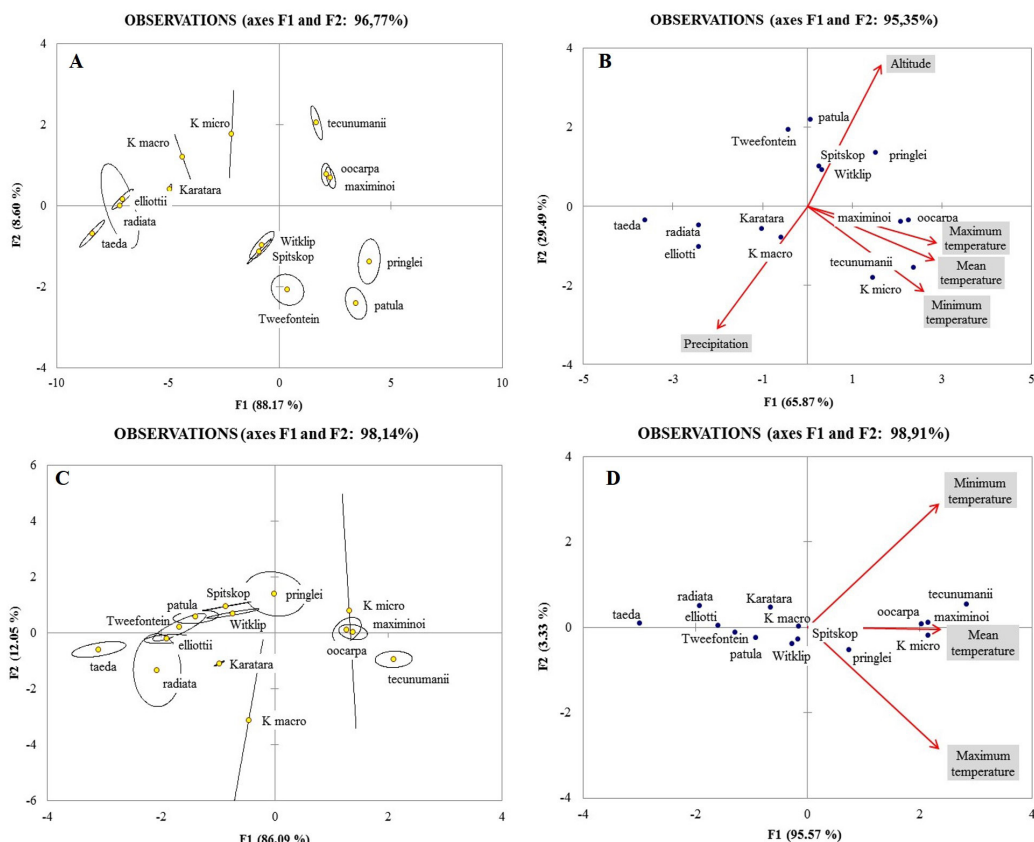 OBSERVATIONS (axes F1 and F2: 96,77%)
A
F2 (8.60 %)
4
2
0
-2
-4
-10
-5
0
5
10
F1 (88.17 %)
tecunumanii
K micro
K macro
oocarpa
maximinoi
Karatara
elliottii
radiata
taeda
Witklip
Spitskop
pringlei
Tweefontein
patula
OBSERVATIONS (axes F1 and F2: 95,35%)
B
F2 (29.49 %)
4
2
0
-2
-4
-5
-3
-1
1
3
5
F1 (65.87 %)
Altitude
patula
Tweefontein
Spitskop
pringlei
Witklip
taeda
radiata
Karatara
maximinoi
oocarpa
elliotti
K macro
Maximum
temperature
tecunumanii
Mean
temperature
K micro
Minimum
temperature
Precipitation
OBSERVATIONS (axes F1 and F2: 98,14%)
C
F2 (12.05 %)
6
4
2
0
-2
-4
-6
-4
-2
0
2
4
F1 (86.09 %)
Spitskop
pringlei
patula
K micro
Tweefontein
Witklip
maximinoi
elliottii
oocarpa
taeda
radiata
Karatara
tecunumanii
K macro
OBSERVATIONS (axes F1 and F2: 98,91%)
D
F2 (3.33 %)
4
2
0
-2
-4
-4
-2
0
2
4
F1 (95.57 %)
Minimum
temperature
tecunumanii
radiata
Karatara
oocarpa
maximinoi
taeda
elliotti
K macro
Tweefontein
Spitskop
Mean
temperature
patula
Witklip
K micro
pringlei
Maximum
temperature